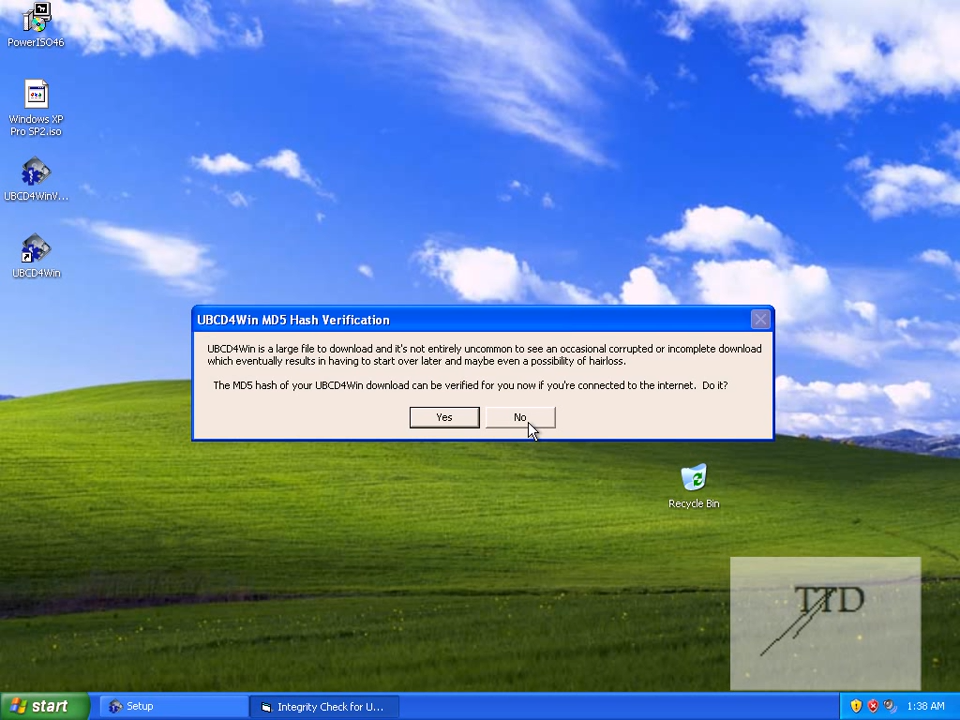 PowerISO46
Windows XP
Pro SP2.iso
UBCD4WinV...
UBCD4Win
UBCD4Win MD5 Hash Verification
UBCD4Win is a large file to download and it's not entirely uncommon to see an occasional corrupted or incomplete download
which eventually results in having to start over later and maybe even a possibility of hairloss.
The MD5 hash of your UBCD4Win download can be verified for you now if you're connected to the internet.  Do it?
Yes
No
Recycle Bin
TTD
start
Setup
Integrity Check for U...
1:38 AM